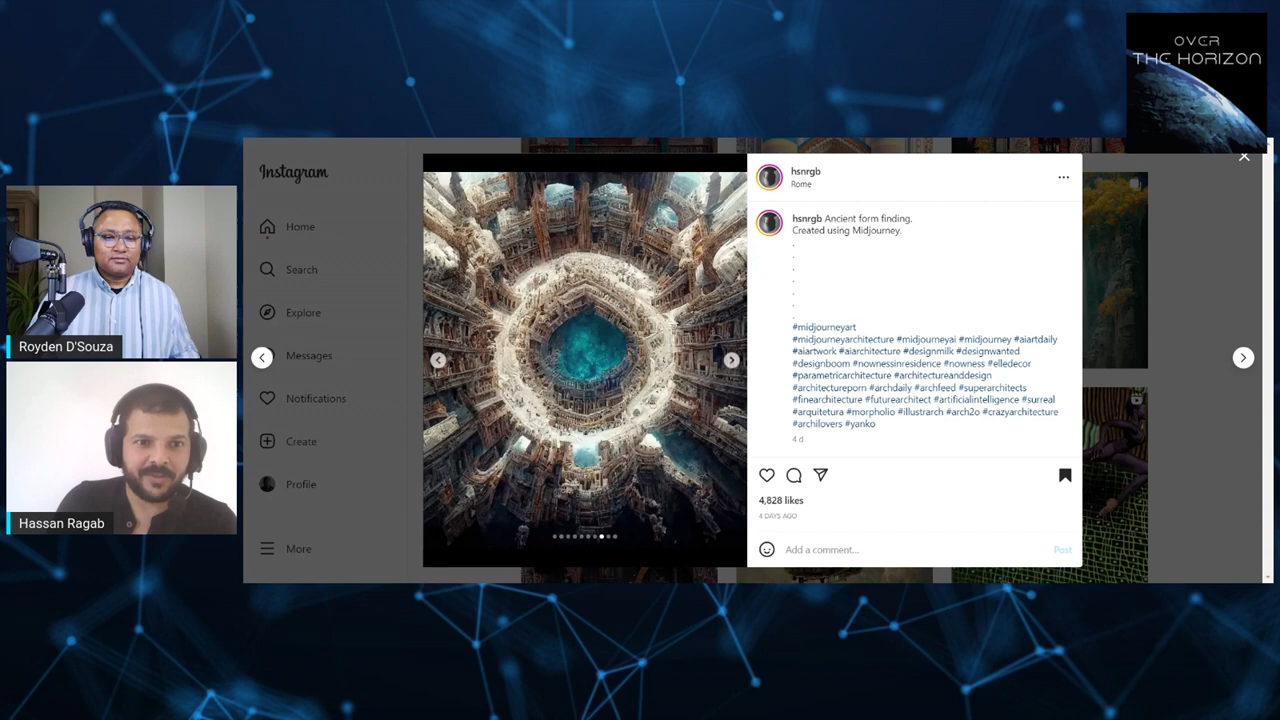 OVER
THE HORIZON
Instagram
Home
Search
Explore
Messages
Notifications
Create
Profile
More
Royden D'Souza
Hassan Ragab
hsnrgb
Rome
hsnrgb Ancient form finding.
Created using Midjourney.
.
.
.
.
.
.
.
#midjourneyart
#midjourneyarchitecture #midjourneyai #midjourney #aiartdaily
#aiartwork #aiarchitecture #designmilk #designwanted
#designboom #nownessinresidence #nowness #elledecor
#parametricarchitecture #architectureanddesign
#architectureporn #archdaily #archfeed #superarchitects
#finearchitecture #futurearchitect #artificialintelligence #surreal
#arquitetura #morpholio #illustrarch #arch2o #crazyarchitecture
#archilovers #yanko
4 d
4,828 likes
4 DAYS AGO
Add a comment...
Post